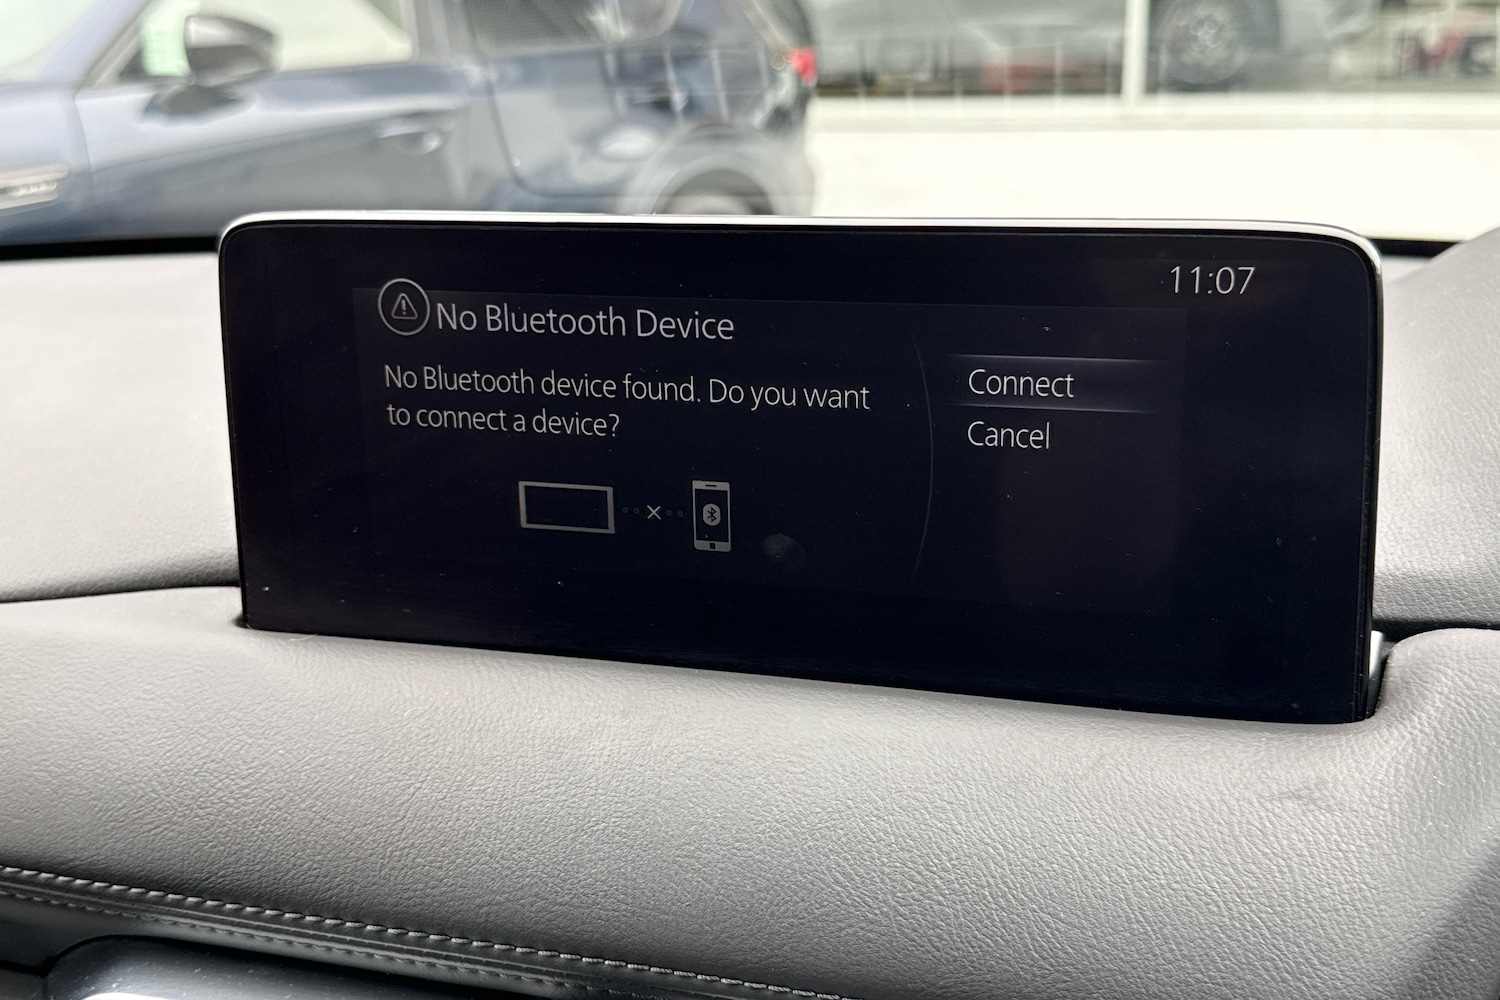 11:07
No Bluetooth Device
No Bluetooth device found. Do you want
to connect a device?
Connect
Cancel